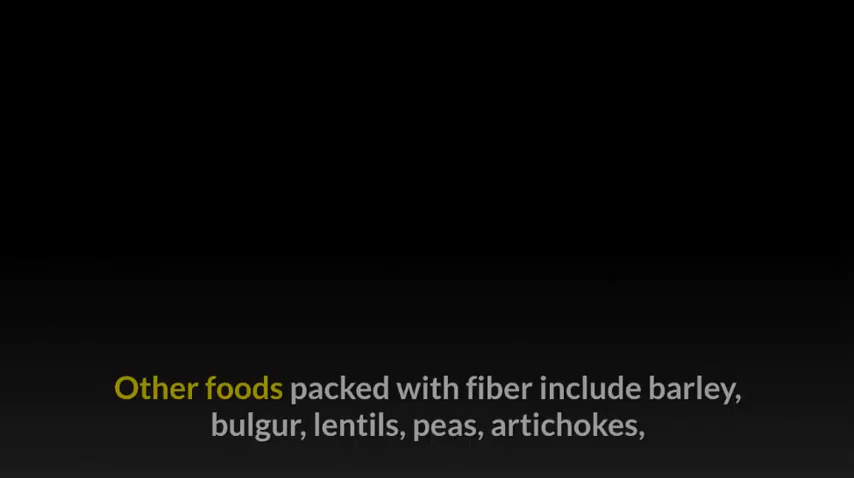 Other foods packed with fiber include barley,
bulgur, lentils, peas, artichokes,